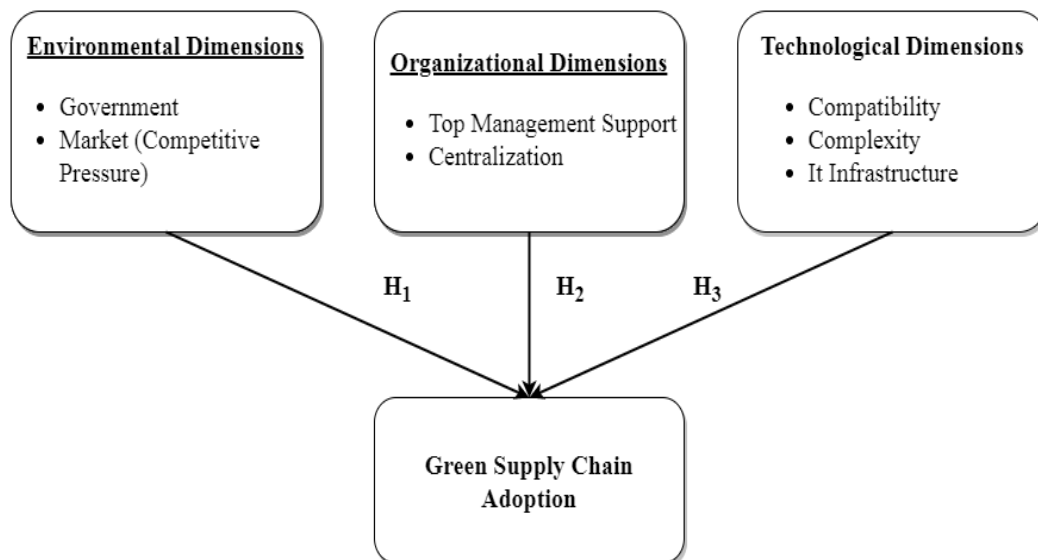 Environmental Dimensions
• Government
• Market (Competitive
Pressure)
Organizational Dimensions
• Top Management Support
• Centralization
Technological Dimensions
• Compatibility
• Complexity
• It Infrastructure
H1
H2
H3
Green Supply Chain
Adoption